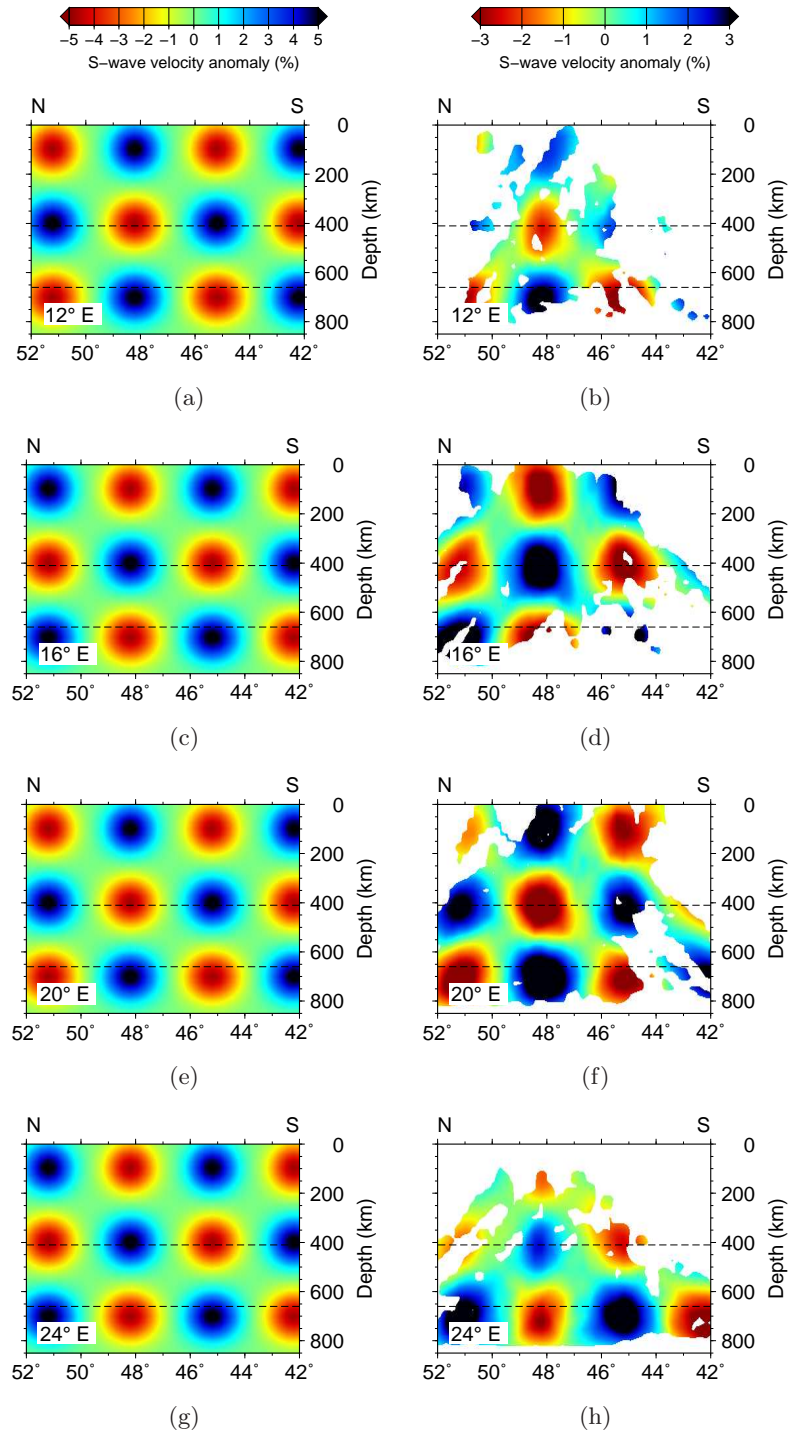 −5 −4 −3 −2 −1 0 1 2 3 4 5
S−wave velocity anomaly (%)
−3 −2 −1 0 1 2 3
S−wave velocity anomaly (%)
N S
0
200
400
600
800
Depth (km)
12° E
52 50 48 46 44 42˚
(a)
N S
0
200
400
600
800
Depth (km)
12° E
52˚ 50 48 46 44 42
(b)
N S
0
200
400
600
800
Depth (km)
16° E
52 50 48 46 44 42˚
(c)
N S
0
200
400
600
800
Depth (km)
16° E
52˚ 50 48 46 44 42
(d)
N S
0
200
400
600
800
Depth (km)
20° E
52 50 48 46 44 42˚
(e)
N S
0
200
400
600
800
Depth (km)
20° E
52˚ 50 48 46 44 42
(f)
N S
0
200
400
600
800
Depth (km)
24° E
52 50 48 46 44 42˚
(g)
N S
0
200
400
600
800
Depth (km)
24° E
52˚ 50 48 46 44 42
(h)